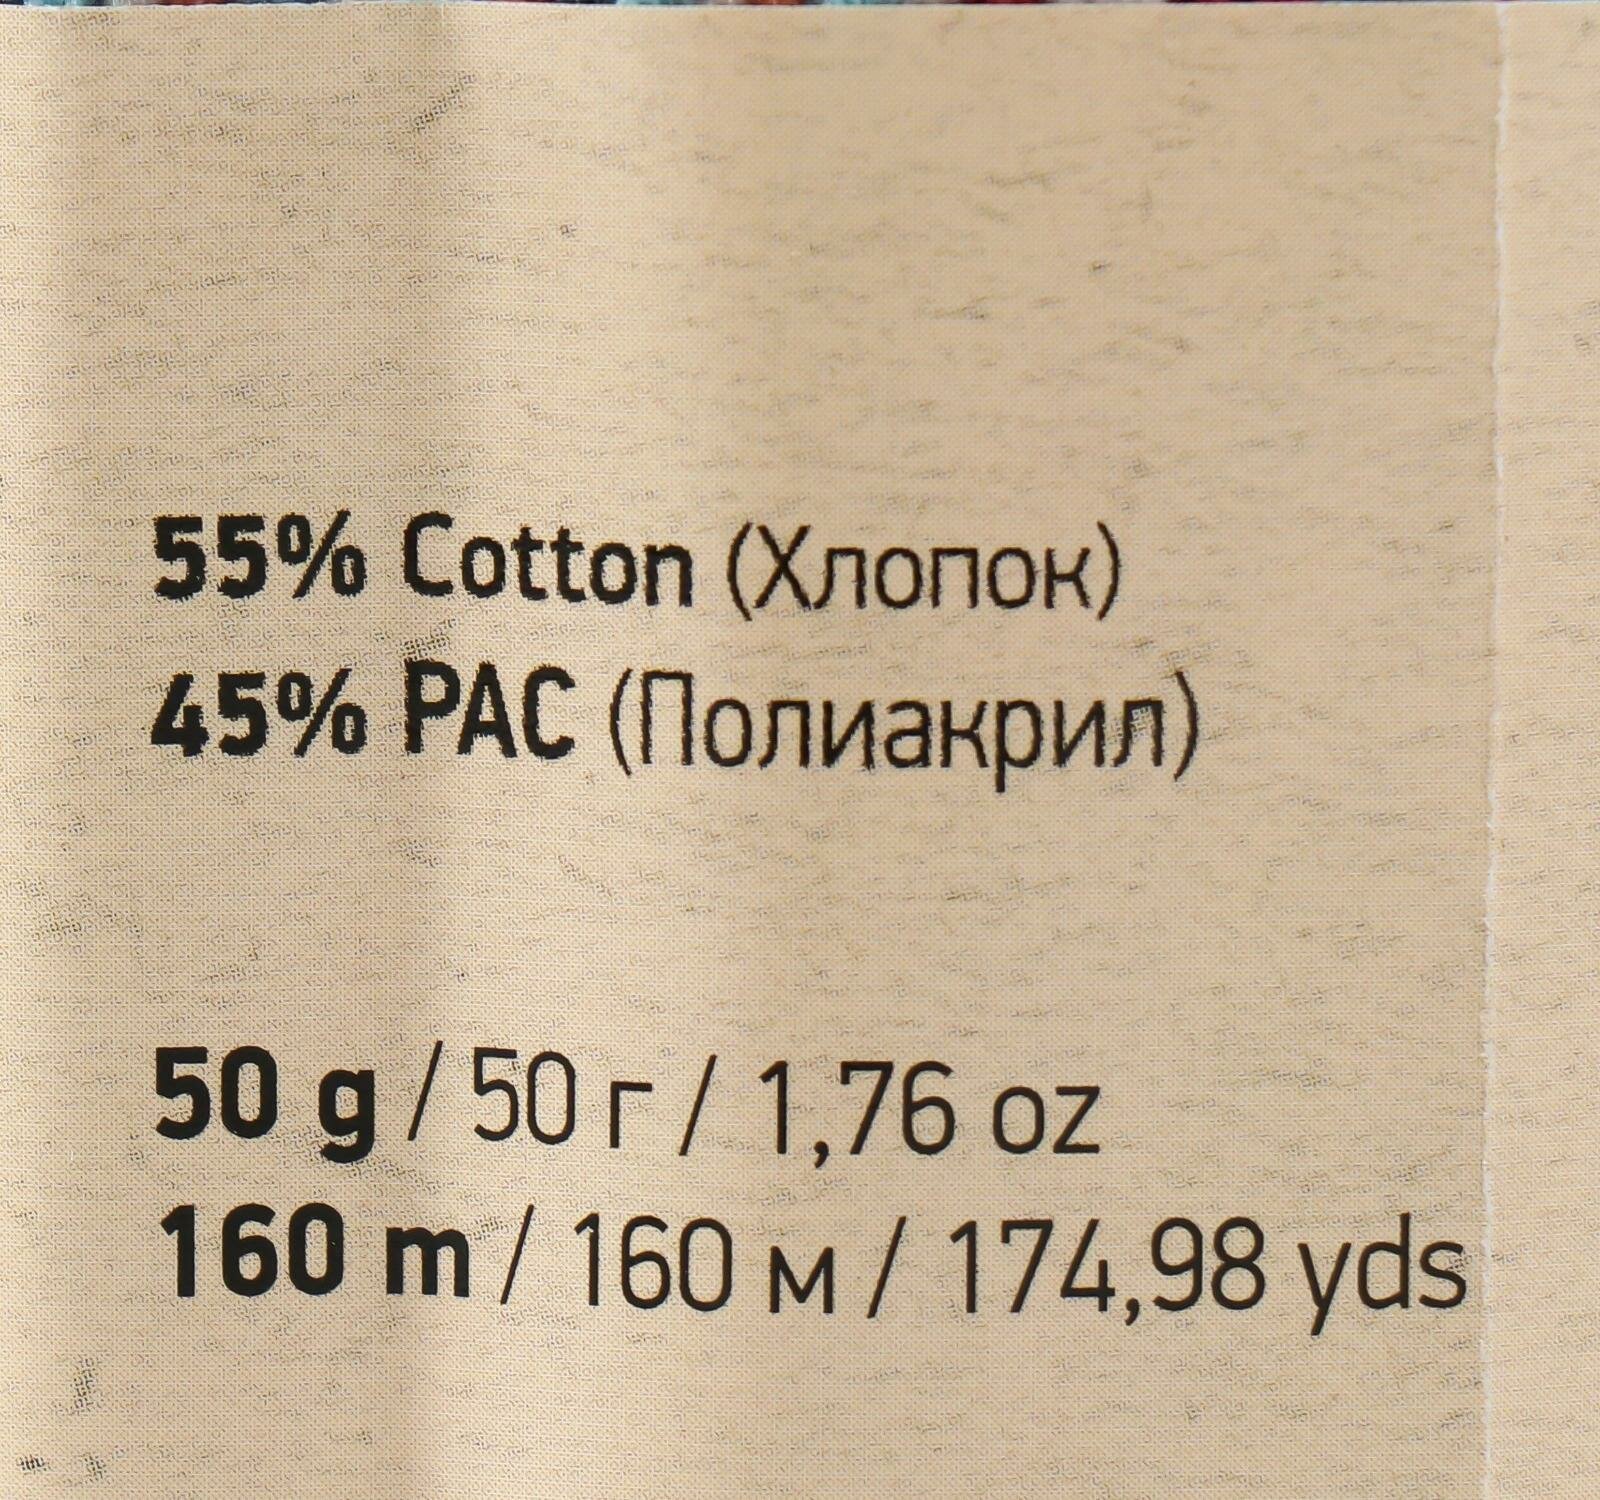 55% Cotton (Хлопок)
45% PAC (Полиакрил)
50 g / 50 г / 1,76 oz
160 m / 160 м / 174,98 yds